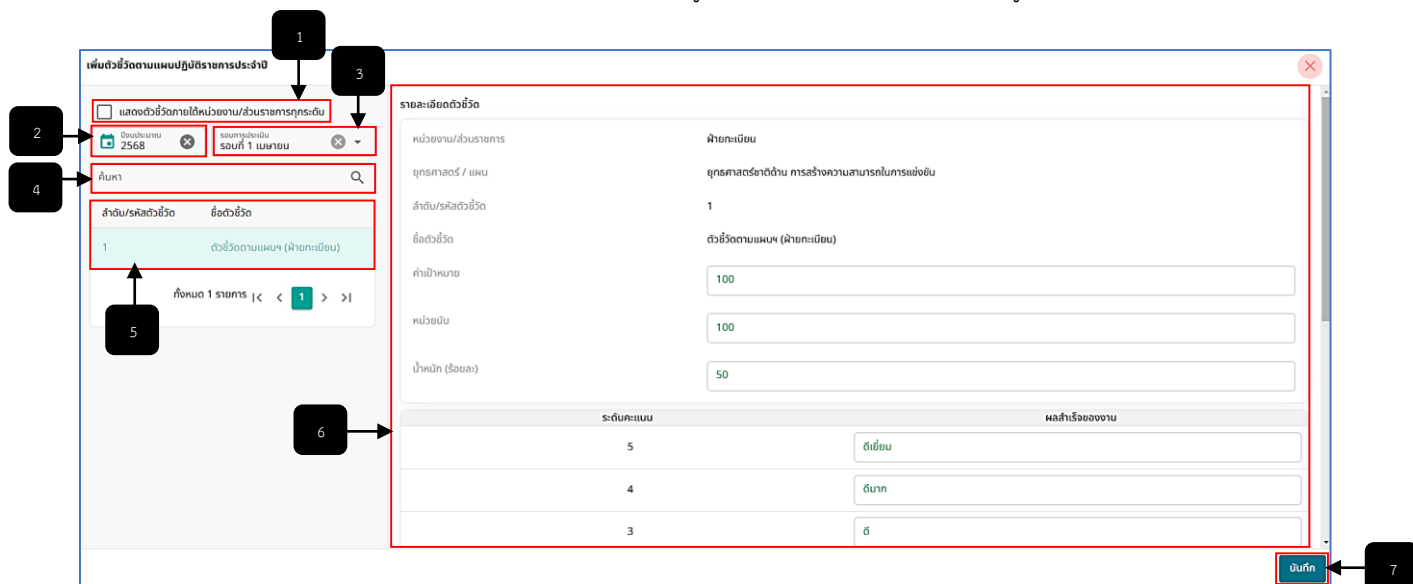 1
เพิ่มตัวชี้วัดตามแผนปฏิบัติราชการประจำปี
3
แสดงตัวชี้วัดภายใต้หน่วยงาน/ส่วนราชการทุกระดับ
2
ปีงบประมาณ
2568
รอบการประเมิน
รอบที่ 1 เมษายน
4
ค้นหา
ลำดับ/รหัสตัวชี้วัด ชื่อตัวชี้วัด
1 ตัวชี้วัดตามแผนฯ (ฝ่ายทะเบียน)
ทั้งหมด 1 รายการ |< < 1 > >|
5
รายละเอียดตัวชี้วัด
หน่วยงาน/ส่วนราชการ ฝ่ายทะเบียน
ยุทธศาสตร์ / แผน ยุทธศาสตร์ชาติด้าน การสร้างความสามารถในการแข่งขัน
ลำดับ/รหัสตัวชี้วัด 1
ชื่อตัวชี้วัด ตัวชี้วัดตามแผนฯ (ฝ่ายทะเบียน)
ค่าเป้าหมาย 100
หน่วยนับ 100
น้ำหนัก (ร้อยละ) 50
6
ระดับคะแนน ผลสำเร็จของงาน
5 ดีเยี่ยม
4 ดีมาก
3 ดี
บันทึก
7